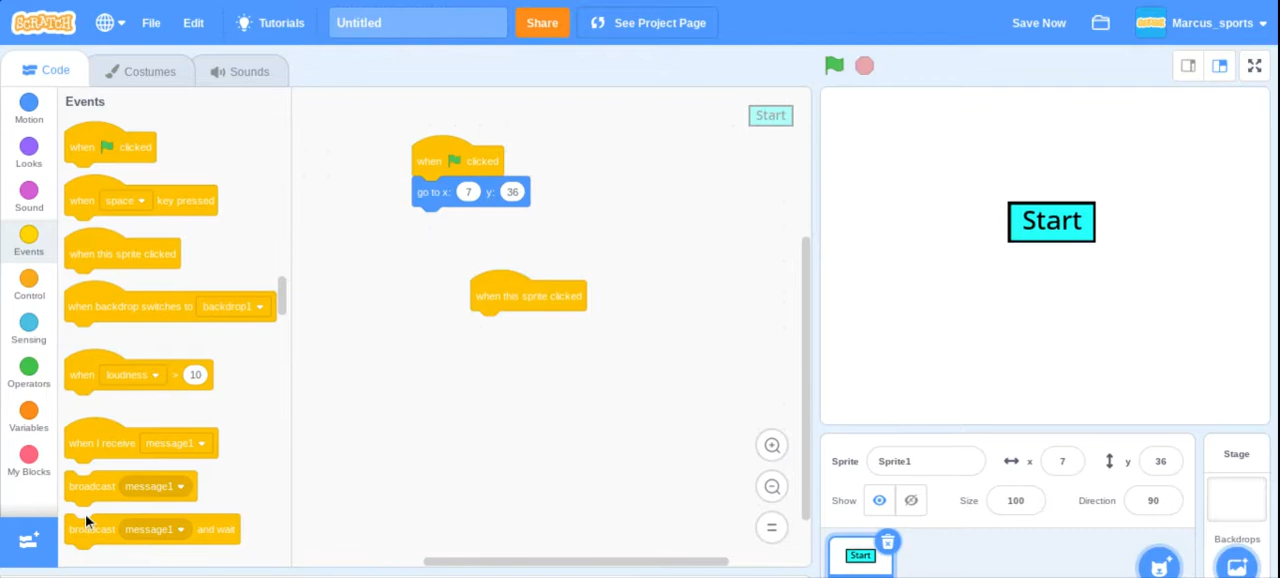 SCRATCH File Edit Tutorials Untitled Share See Project Page Save Now Marcus_sports
Code Costumes Sounds
Motion
Looks
Sound
Events
Control
Sensing
Operators
Variables
My Blocks
Events
when clicked
when space key pressed
when this sprite clicked
when backdrop switches to backdrop1
when loudness > 10
when I receive message1
broadcast message1
broadcast message1 and wait
Start
when clicked
go to x: 7 y: 36
when this sprite clicked
Start
Sprite Sprite1 x 7 y 36
Show Size 100 Direction 90
Start
Stage
Backdrops